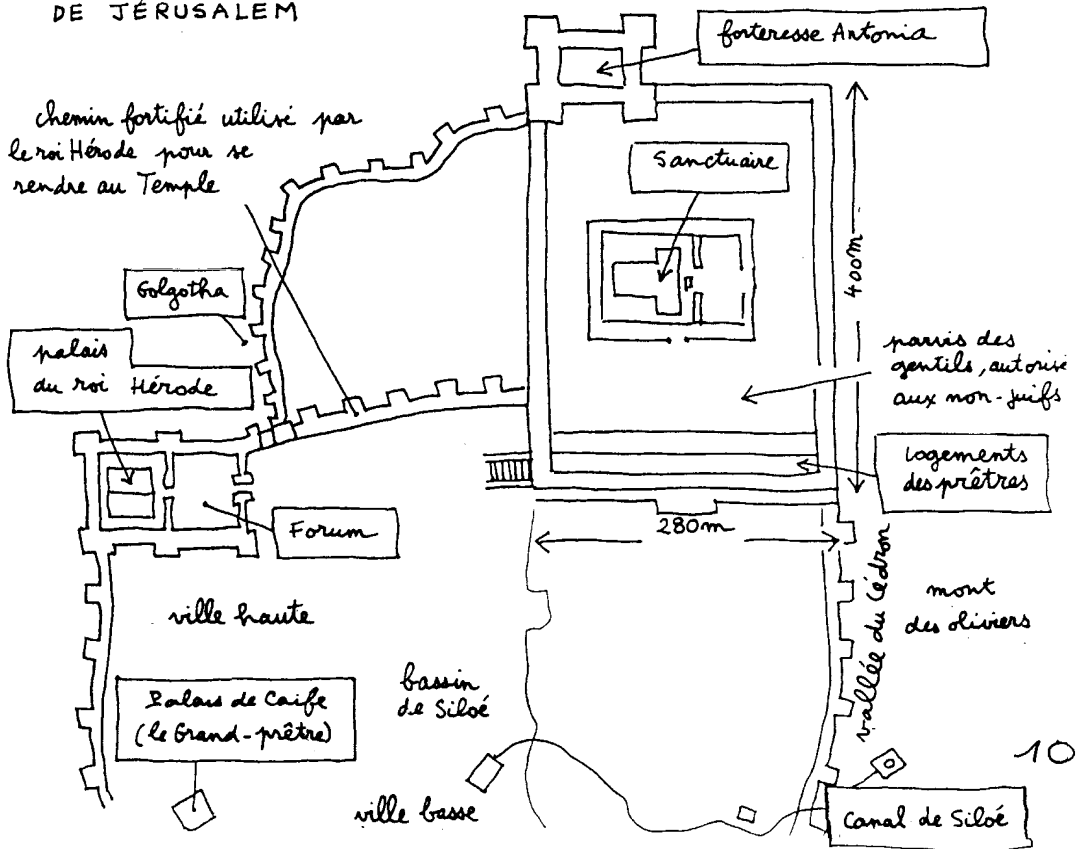 DE JÉRUSALEM
forteresse Antonia
chemin fortifié utilisé par
le roi Hérode pour se
rendre au Temple
Sanctuaire
400m
Golgotha
palais
du roi Hérode
parvis des
gentils, autorisé
aux non-juifs
Logements
des prêtres
Forum
280m
vallée du Cédron
mont
des oliviers
ville haute
bassin
de Siloé
Palais de Caïfe
(le Grand-prêtre)
ville basse
Canal de Siloé
10